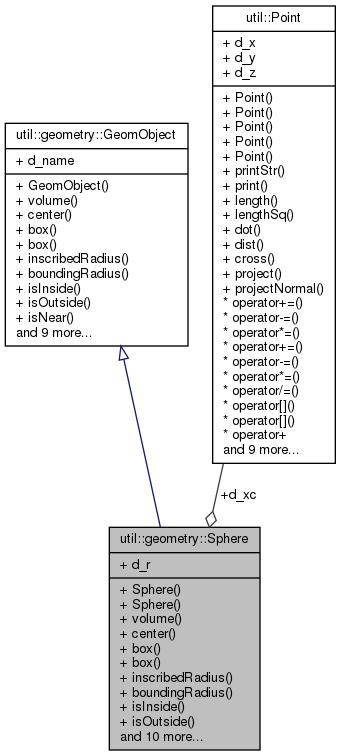 util::Point
+ d_x
+ d_y
+ d_z
+ Point()
+ Point()
+ Point()
+ Point()
+ Point()
+ printStr()
+ print()
+ length()
+ lengthSq()
+ dot()
+ dist()
+ cross()
+ project()
+ projectNormal()
* operator+=()
* operator-=()
* operator*=()
* operator+=()
* operator-=()
* operator*=()
* operator/=()
* operator[]()
* operator[]()
* operator+
and 9 more...
util::geometry::GeomObject
+ d_name
+ GeomObject()
+ volume()
+ center()
+ box()
+ box()
+ inscribedRadius()
+ boundingRadius()
+ isInside()
+ isOutside()
+ isNear()
and 9 more...
+d_xc
util::geometry::Sphere
+ d_r
+ Sphere()
+ Sphere()
+ volume()
+ center()
+ box()
+ box()
+ inscribedRadius()
+ boundingRadius()
+ isInside()
+ isOutside()
and 10 more...